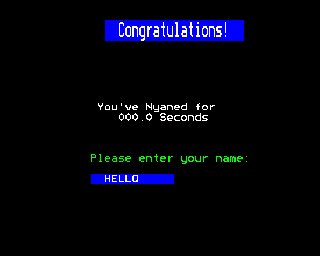 Congratulations!
You've Nyaned for
000.0 Seconds
Please enter your name:
HELLO